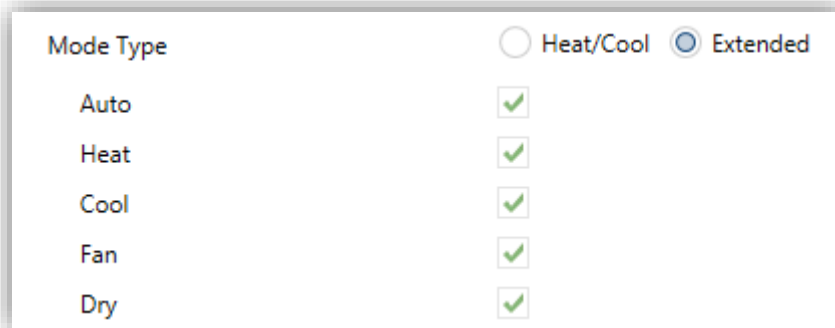 Mode Type Heat/Cool Extended
Auto
Heat
Cool
Fan
Dry